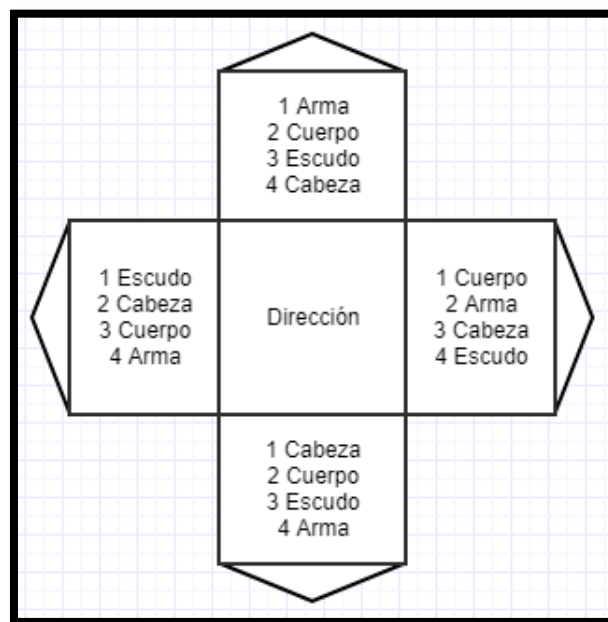 1 Arma
2 Cuerpo
3 Escudo
4 Cabeza
1 Escudo
2 Cabeza
3 Cuerpo
4 Arma
Dirección
1 Cuerpo
2 Arma
3 Cabeza
4 Escudo
1 Cabeza
2 Cuerpo
3 Escudo
4 Arma